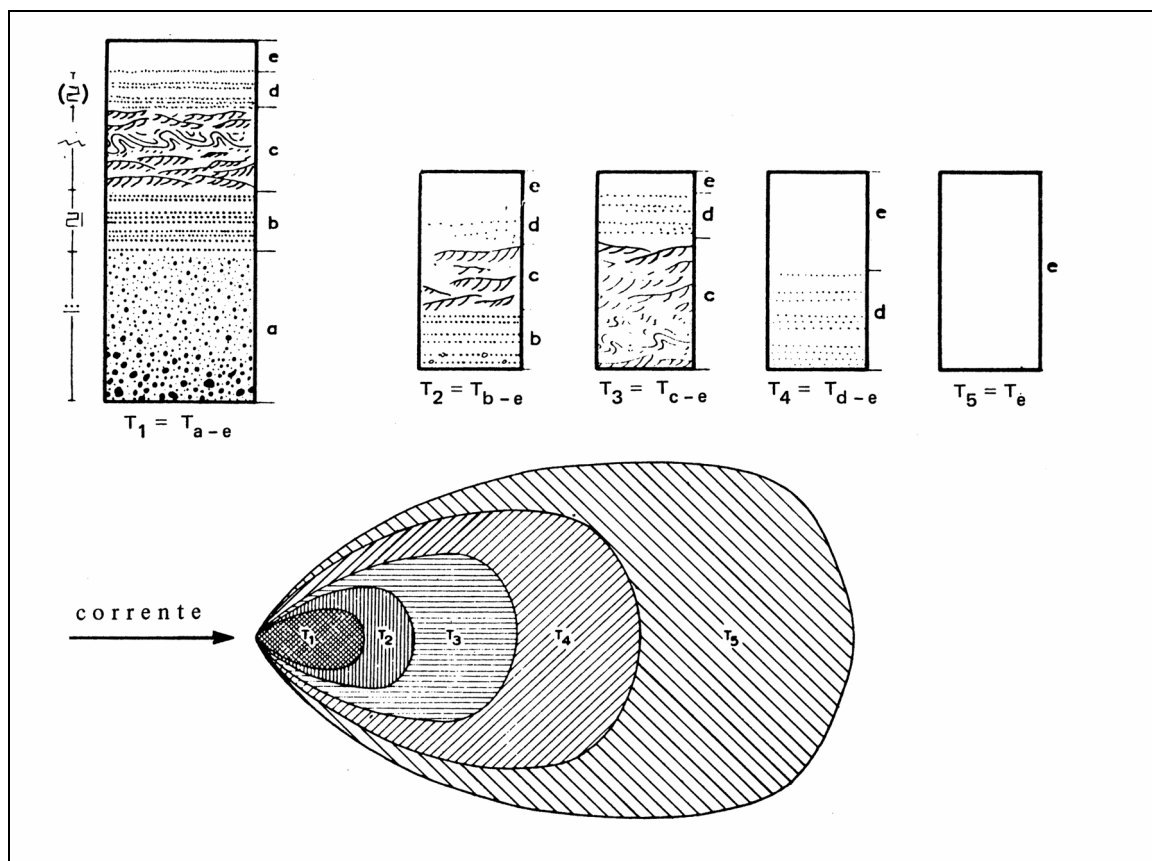 e
d
c
b
a
T1 = Ta-e
e
d
c
b
T2 = Tb-e
e
d
c
T3 = Tc-e
e
d
T4 = Td-e
e
T5 = Te
corrente
T1
T2
T3
T4
T5